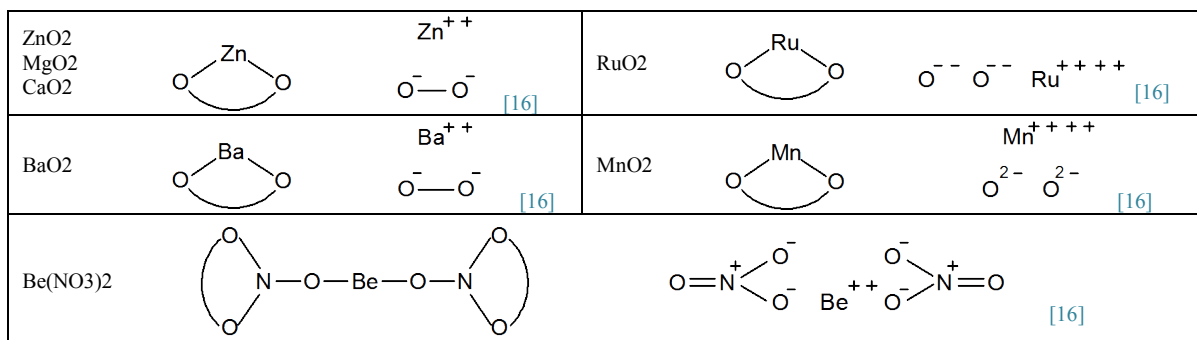 ZnO2
MgO2
CaO2
Zn
O O
Zn++
O- — O-
[16]
RuO2
Ru
O O
O-- O-- Ru++++
[16]
BaO2
Ba
O O
Ba++
O- — O-
[16]
MnO2
Mn
O O
Mn++++
O2- O2-
[16]
Be(NO3)2
O O
N — O — Be — O — N
O O
O- O-
O=N+ Be++ N+=O
O- O-
[16]